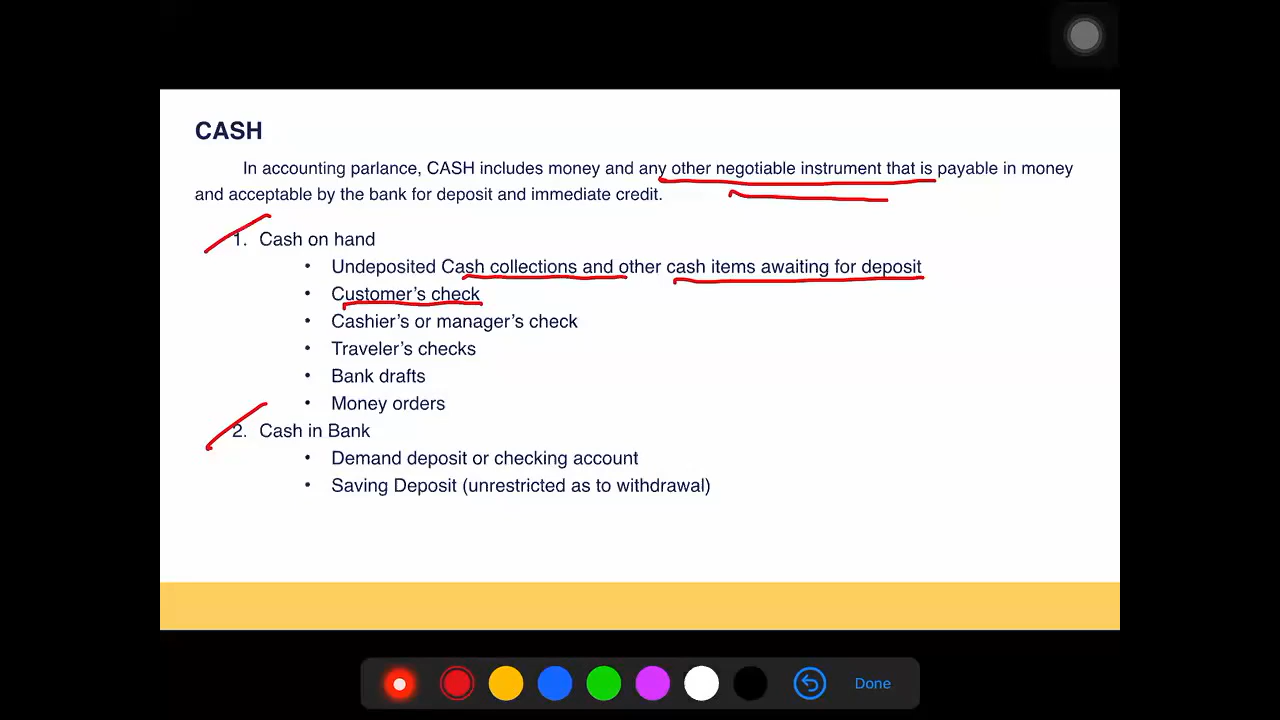 CASH
In accounting parlance, CASH includes money and any other negotiable instrument that is payable in money
and acceptable by the bank for deposit and immediate credit.
1. Cash on hand
• Undeposited Cash collections and other cash items awaiting for deposit
• Customer's check
• Cashier's or manager's check
• Traveler's checks
• Bank drafts
• Money orders
2. Cash in Bank
• Demand deposit or checking account
• Saving Deposit (unrestricted as to withdrawal)
Done